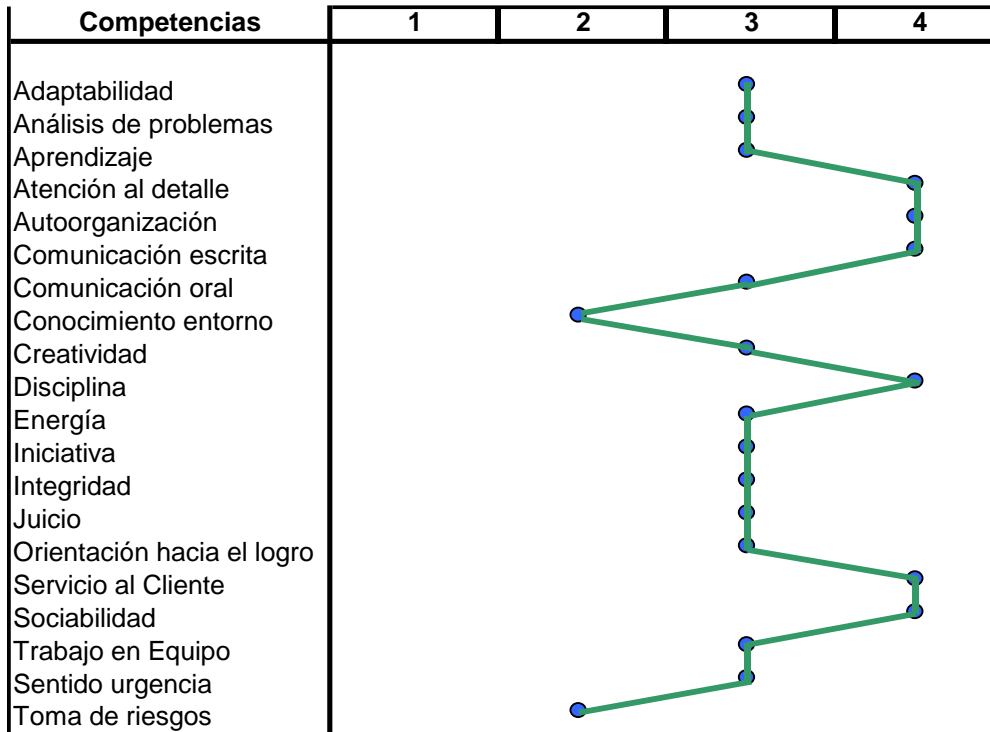 Competencias 1 2 3 4
Adaptabilidad
Análisis de problemas
Aprendizaje
Atención al detalle
Autoorganización
Comunicación escrita
Comunicación oral
Conocimiento entorno
Creatividad
Disciplina
Energía
Iniciativa
Integridad
Juicio
Orientación hacia el logro
Servicio al Cliente
Sociabilidad
Trabajo en Equipo
Sentido urgencia
Toma de riesgos